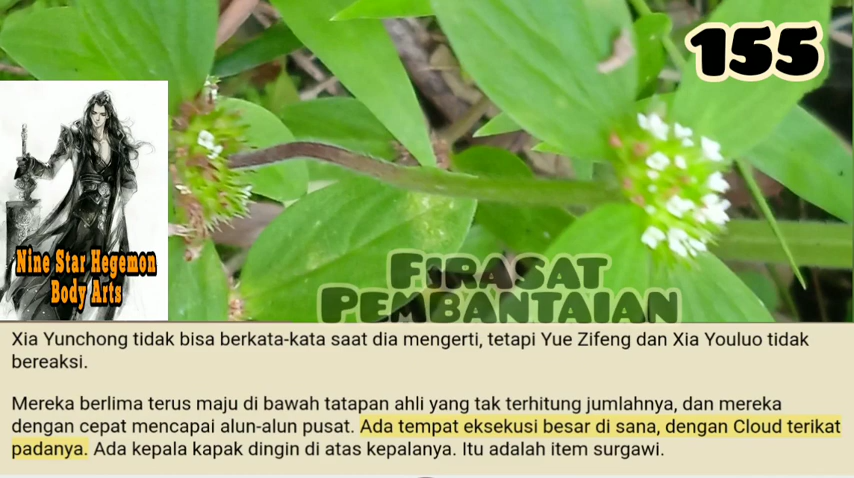 155
Nine Star Hegemon
Body Arts
FIRASAT
PEMBANTAIAN
Xia Yunchong tidak bisa berkata-kata saat dia mengerti, tetapi Yue Zifeng dan Xia Youluo tidak
bereaksi.
Mereka berlima terus maju di bawah tatapan ahli yang tak terhitung jumlahnya, dan mereka
dengan cepat mencapai alun-alun pusat. Ada tempat eksekusi besar di sana, dengan Cloud terikat
padanya. Ada kepala kapak dingin di atas kepalanya. Itu adalah item surgawi.